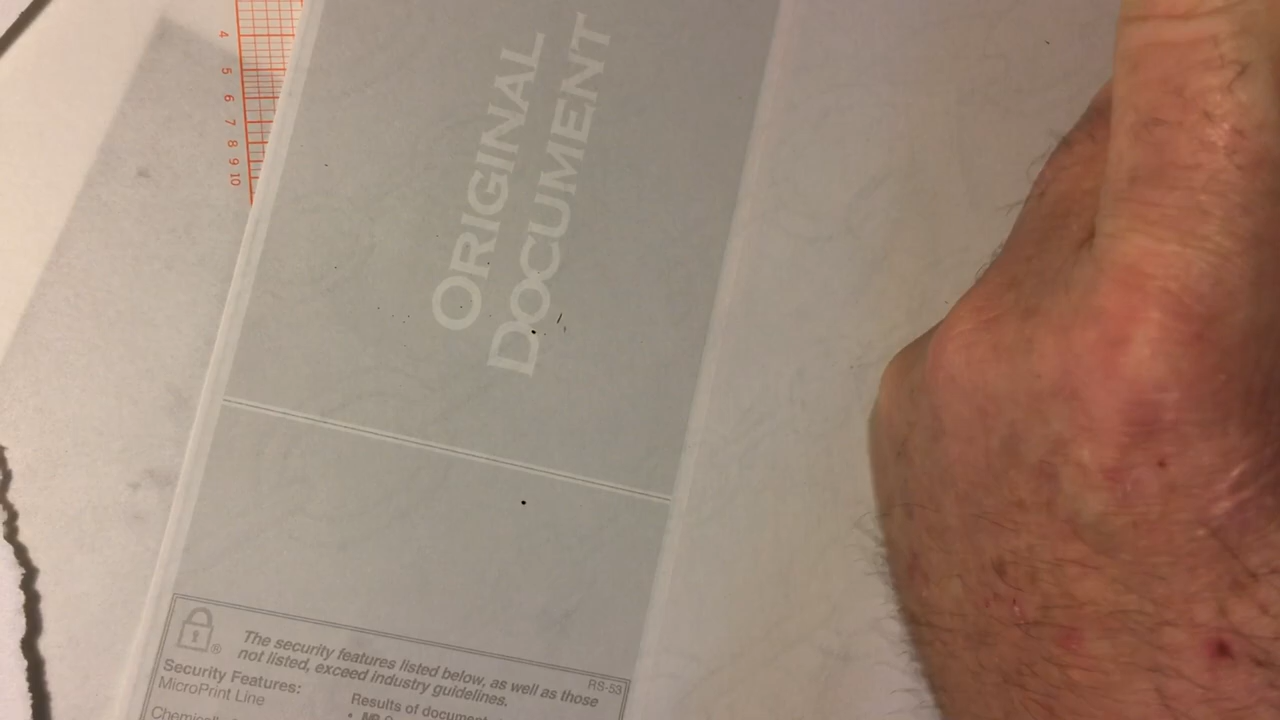 4
5
6
7
8
9
10
ORIGINAL
DOCUMENT
®
The security features listed below, as well as those
not listed, exceed industry guidelines.
RS-53
Security Features:
MicroPrint Line
Results of